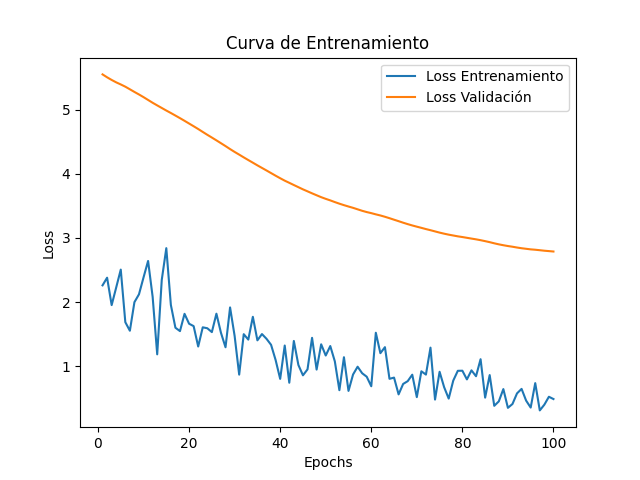 Curva de Entrenamiento
Loss Entrenamiento
Loss Validación
Loss
5
4
3
2
1
0
20
40
60
80
100
Epochs